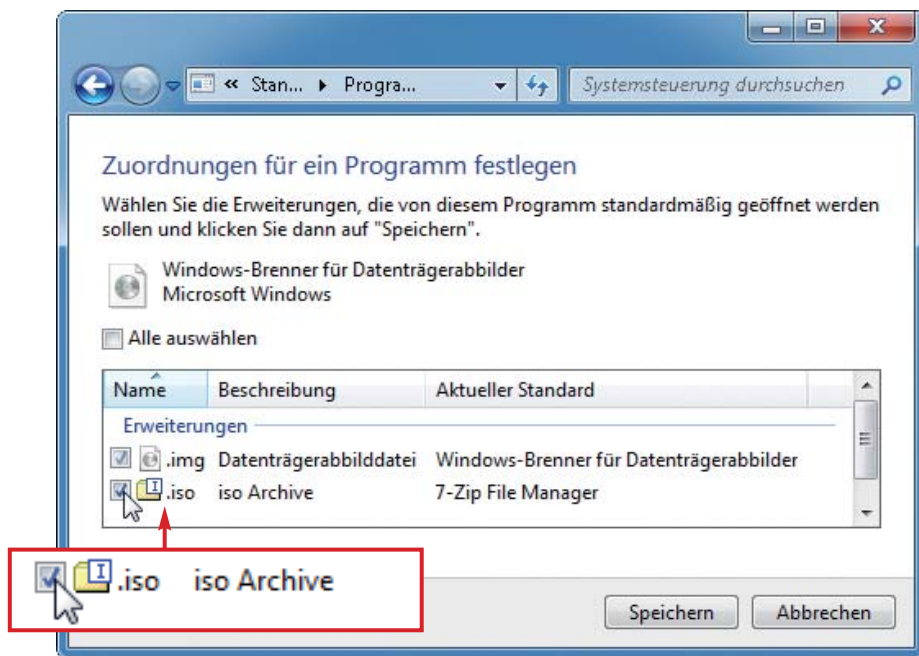 « Stan... Progra...
Systemsteuerung durchsuchen
Zuordnungen für ein Programm festlegen
Wählen Sie die Erweiterungen, die von diesem Programm standardmäßig geöffnet werden
sollen und klicken Sie dann auf "Speichern".
Windows-Brenner für Datenträgerabbilder
Microsoft Windows
Alle auswählen
Name Beschreibung Aktueller Standard
Erweiterungen
.img Datenträgerabbilddatei Windows-Brenner für Datenträgerabbilder
.iso iso Archive 7-Zip File Manager
.iso iso Archive
Speichern Abbrechen